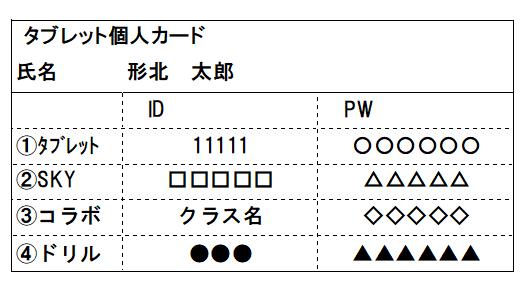 タブレット個人カード
氏名 形北 太郎
ID PW
①ﾀﾌﾞﾚｯﾄ 11111 〇〇〇〇〇〇
②SKY □□□□□ △△△△△
③コラボ クラス名 ◇◇◇◇◇
④ドリル ●●● ▲▲▲▲▲▲